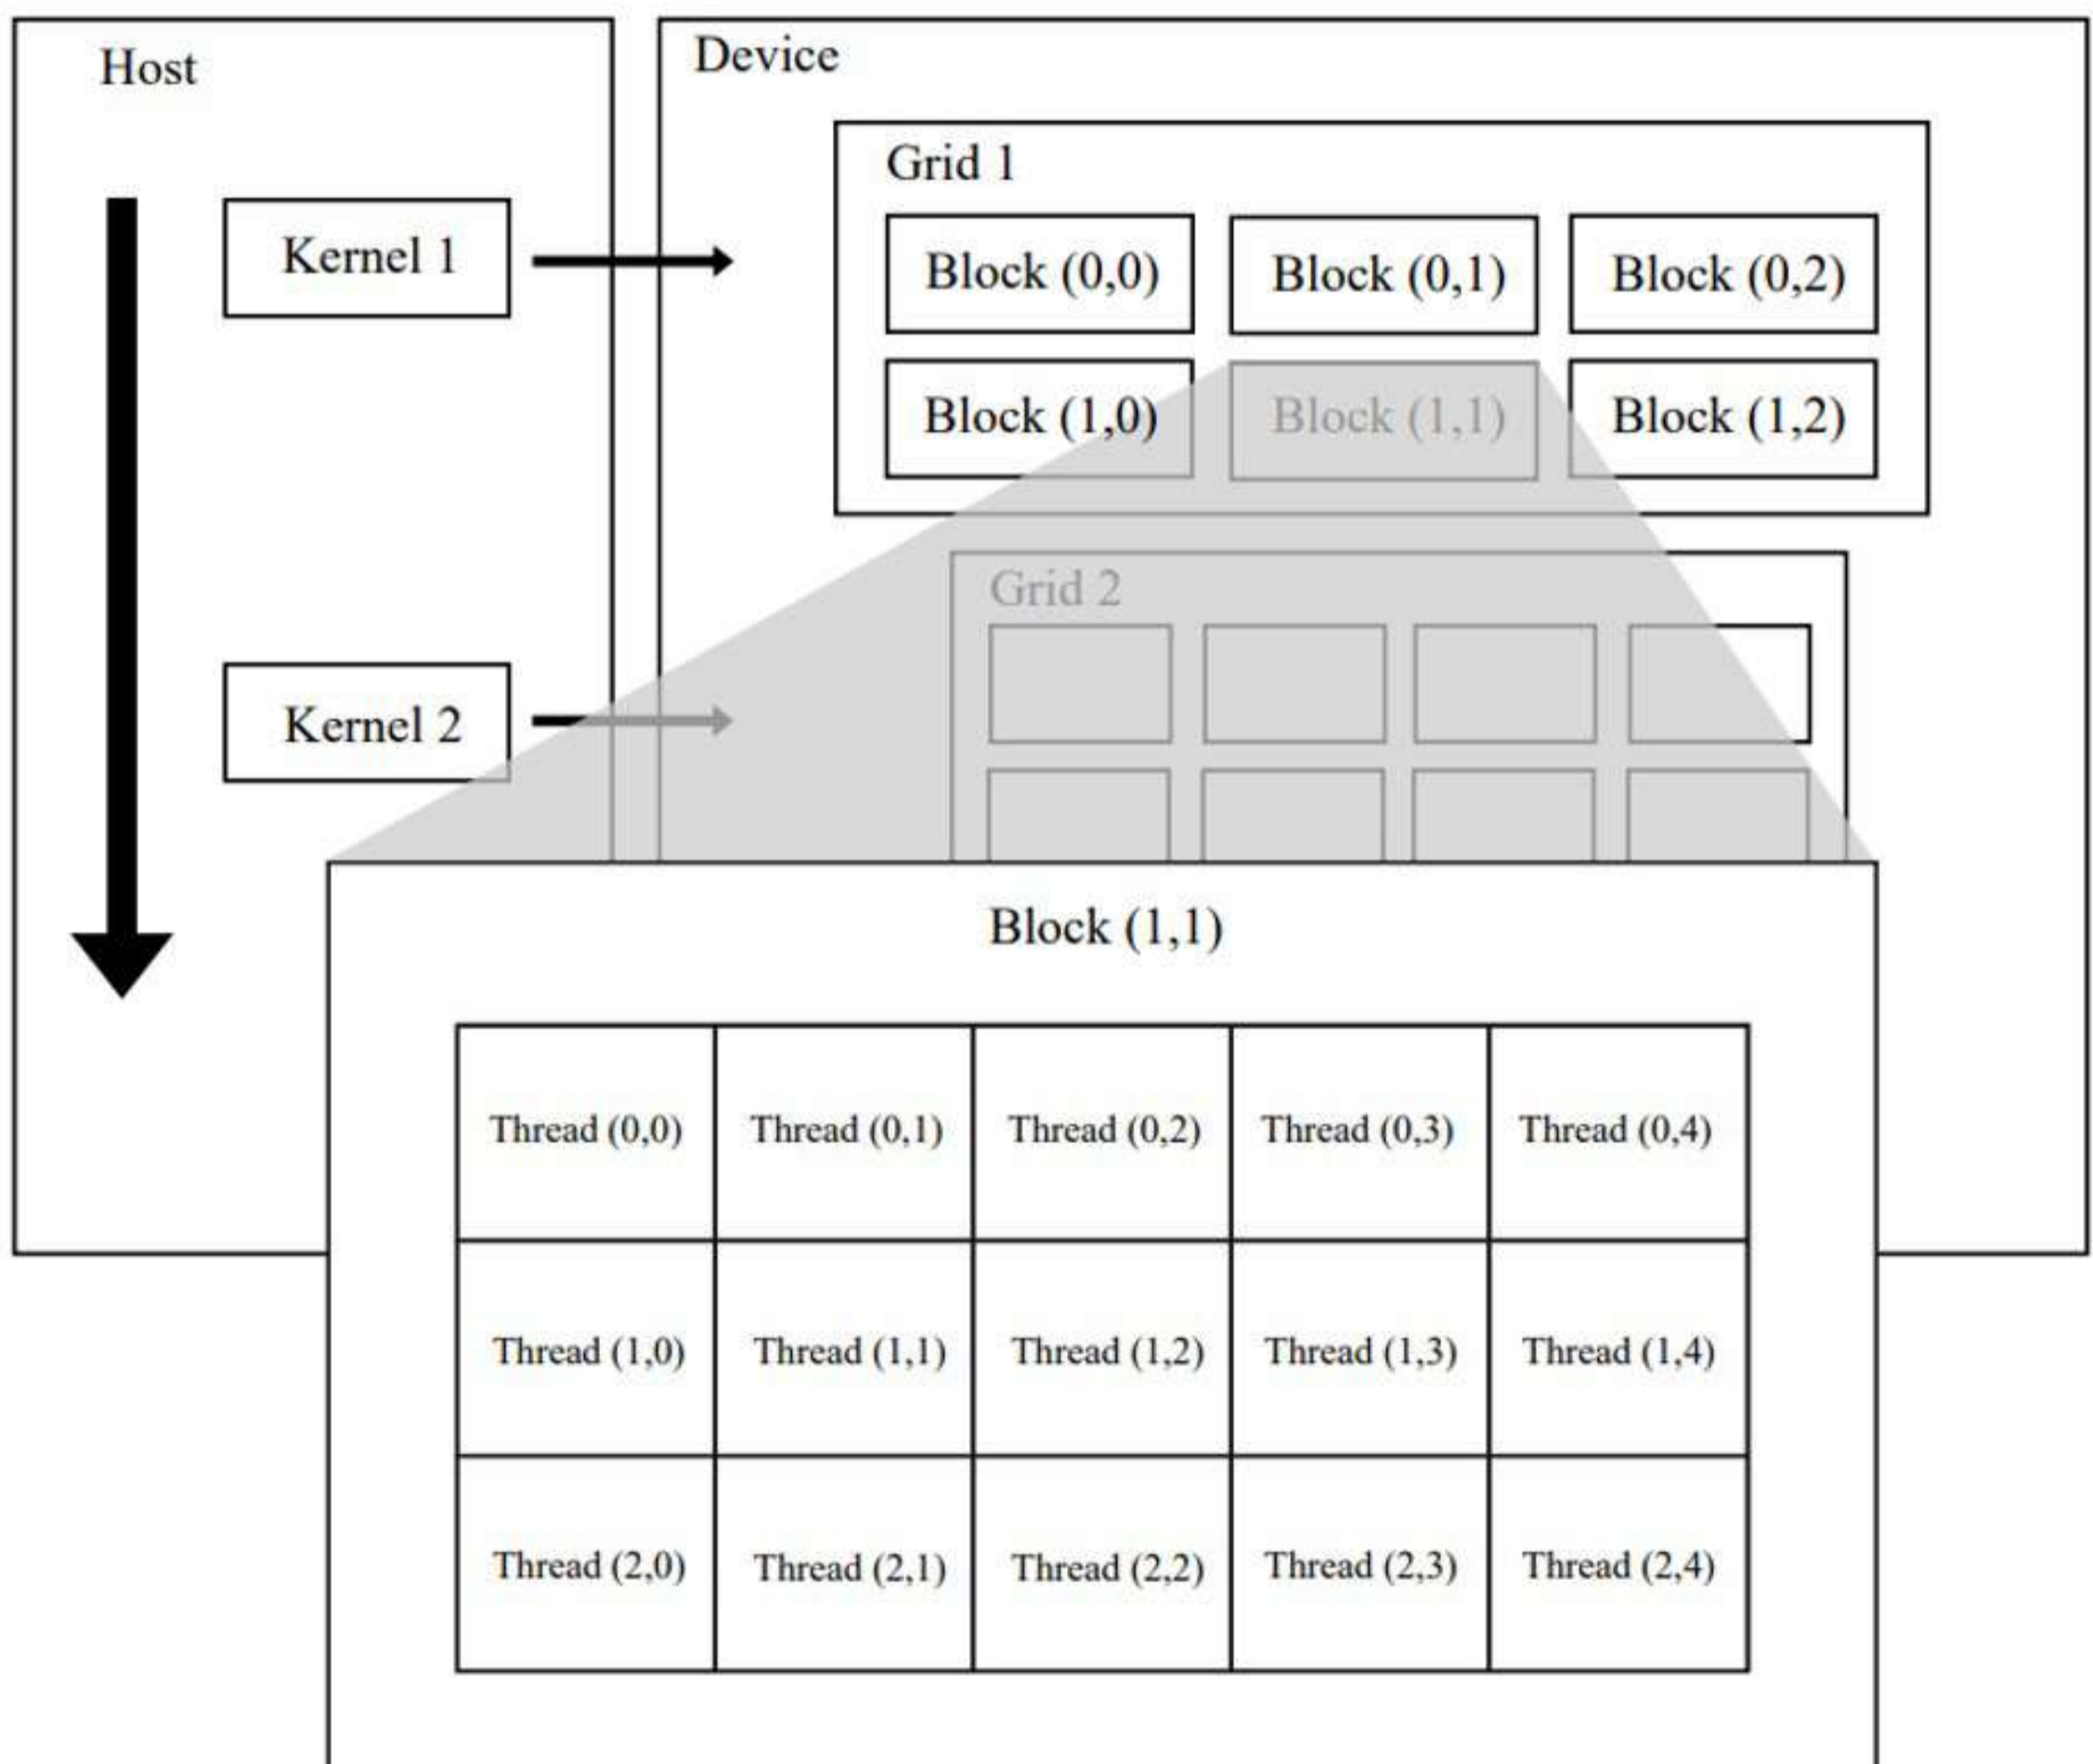 Host
Device
Grid 1
Kernel 1
Block (0,0)
Block (0,1)
Block (0,2)
Block (1,0)
Block (1,1)
Block (1,2)
Grid 2
Kernel 2
Block (1,1)
Thread (0,0)
Thread (0,1)
Thread (0,2)
Thread (0,3)
Thread (0,4)
Thread (1,0)
Thread (1,1)
Thread (1,2)
Thread (1,3)
Thread (1,4)
Thread (2,0)
Thread (2,1)
Thread (2,2)
Thread (2,3)
Thread (2,4)